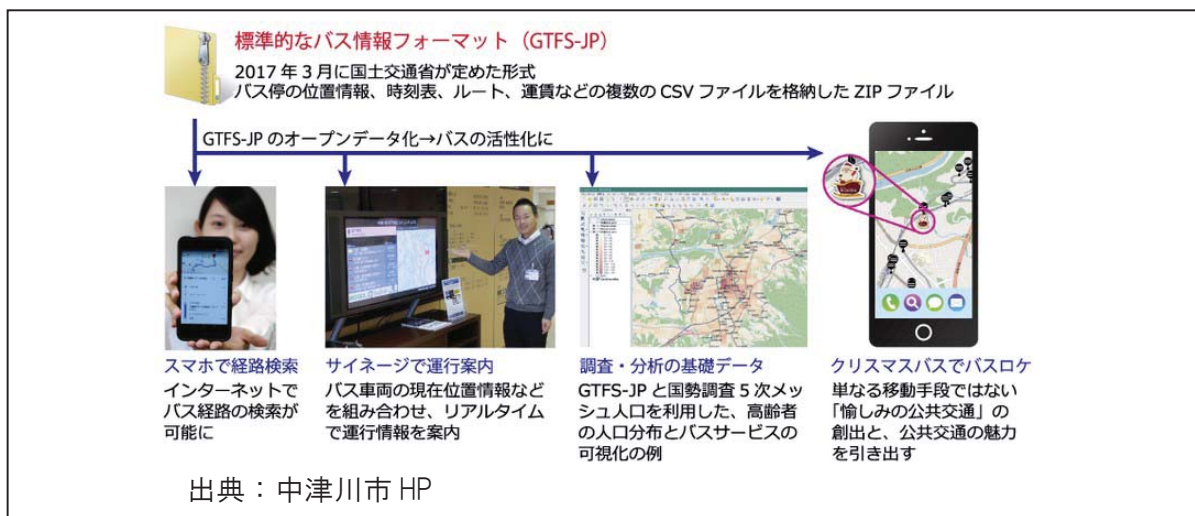 標準的なバス情報フォーマット（GTFS-JP）
2017年3月に国土交通省が定めた形式
バス停の位置情報、時刻表、ルート、運賃などの複数のCSVファイルを格納したZIPファイル
GTFS-JPのオープンデータ化→バスの活性化に
スマホで経路検索
インターネットで
バス経路の検索が
可能に
サイネージで運行案内
バス車両の現在位置情報など
を組み合わせ、リアルタイム
で運行情報を案内
調査・分析の基礎データ
GTFS-JPと国勢調査5次メッ
シュ人口を利用した、高齢者
の人口分布とバスサービスの
可視化の例
クリスマスバスでバスロケ
単なる移動手段ではない
「愉しみの公共交通」の
創出と、公共交通の魅力
を引き出す
出典：中津川市HP